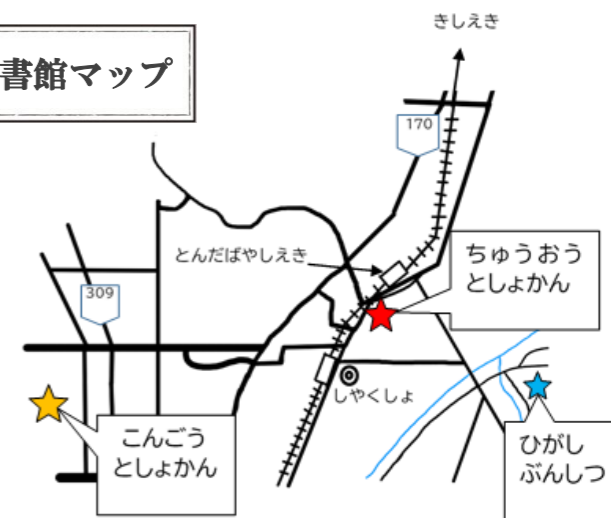 書館マップ
きしえき
170
とんだばやしえき
ちゅうおう
としょかん
309
しやくしょ
こんごう
としょかん
ひがし
ぶんしつ